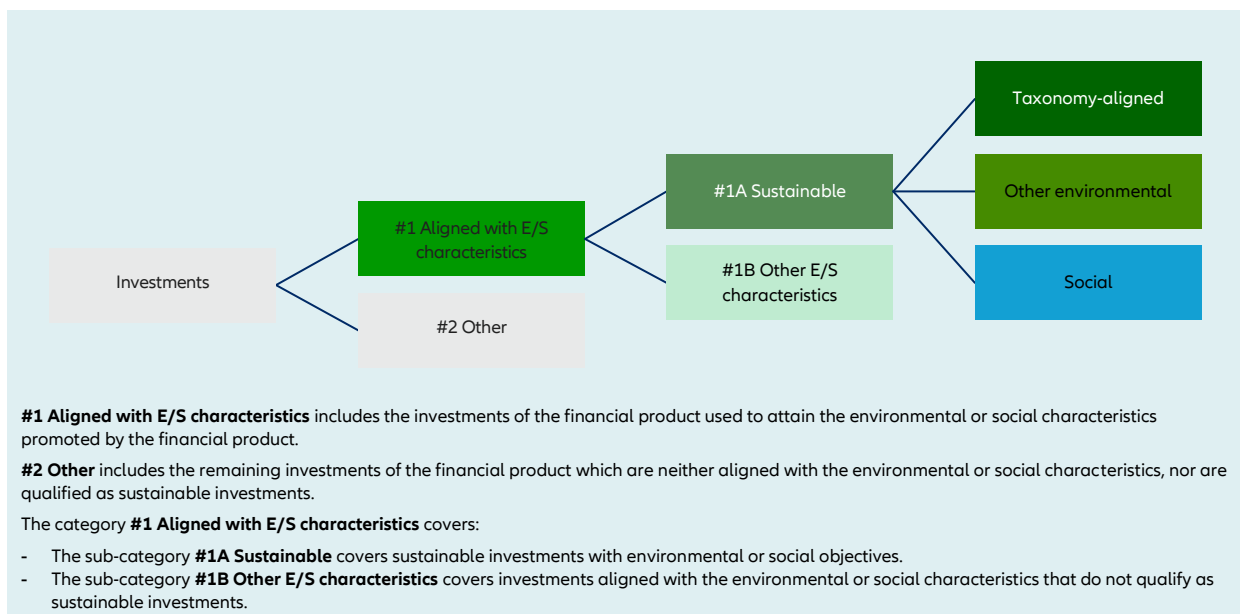 Taxonomy-aligned
#1A Sustainable
Other environmental
#1 Aligned with E/S
characteristics
Investments
#1B Other E/S
characteristics
Social
#2 Other
#1 Aligned with E/S characteristics includes the investments of the financial product used to attain the environmental or social characteristics
promoted by the financial product.
#2 Other includes the remaining investments of the financial product which are neither aligned with the environmental or social characteristics, nor are
qualified as sustainable investments.
The category #1 Aligned with E/S characteristics covers:
- The sub-category #1A Sustainable covers sustainable investments with environmental or social objectives.
- The sub-category #1B Other E/S characteristics covers investments aligned with the environmental or social characteristics that do not qualify as
sustainable investments.